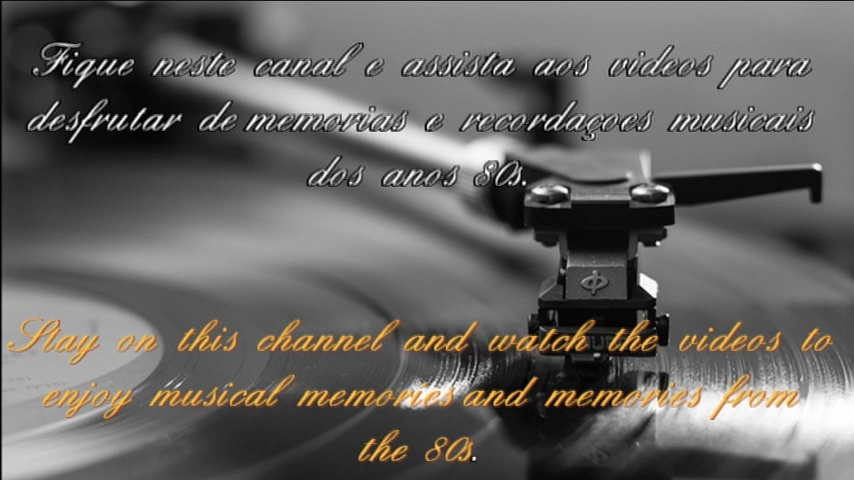 Fique neste canal e assista aos videos para
desfrutar de memorias e recordaçoes musicais
dos anos 80s.
Stay on this channel and watch the videos to
enjoy musical memories and memories from
the 80s.